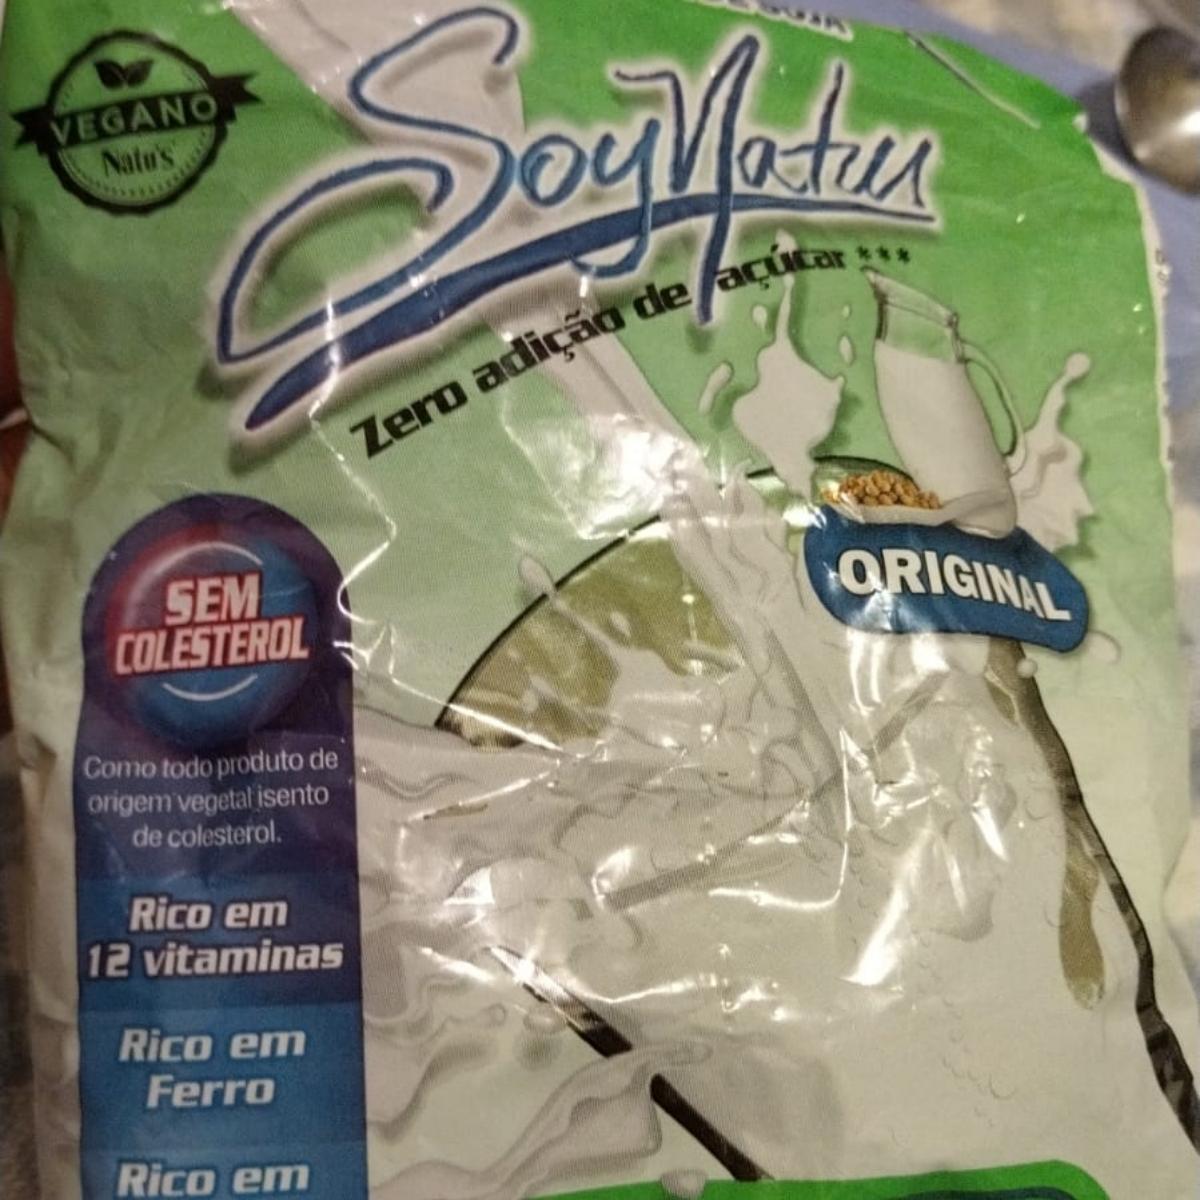 VEGANO
Natu's
SoyNatu
Zero adição de açúcar ***
ORIGINAL
SEM
COLESTEROL
Como todo produto de
origem vegetal isento
de colesterol.
Rico em
12 vitaminas
Rico em
Ferro
Rico em